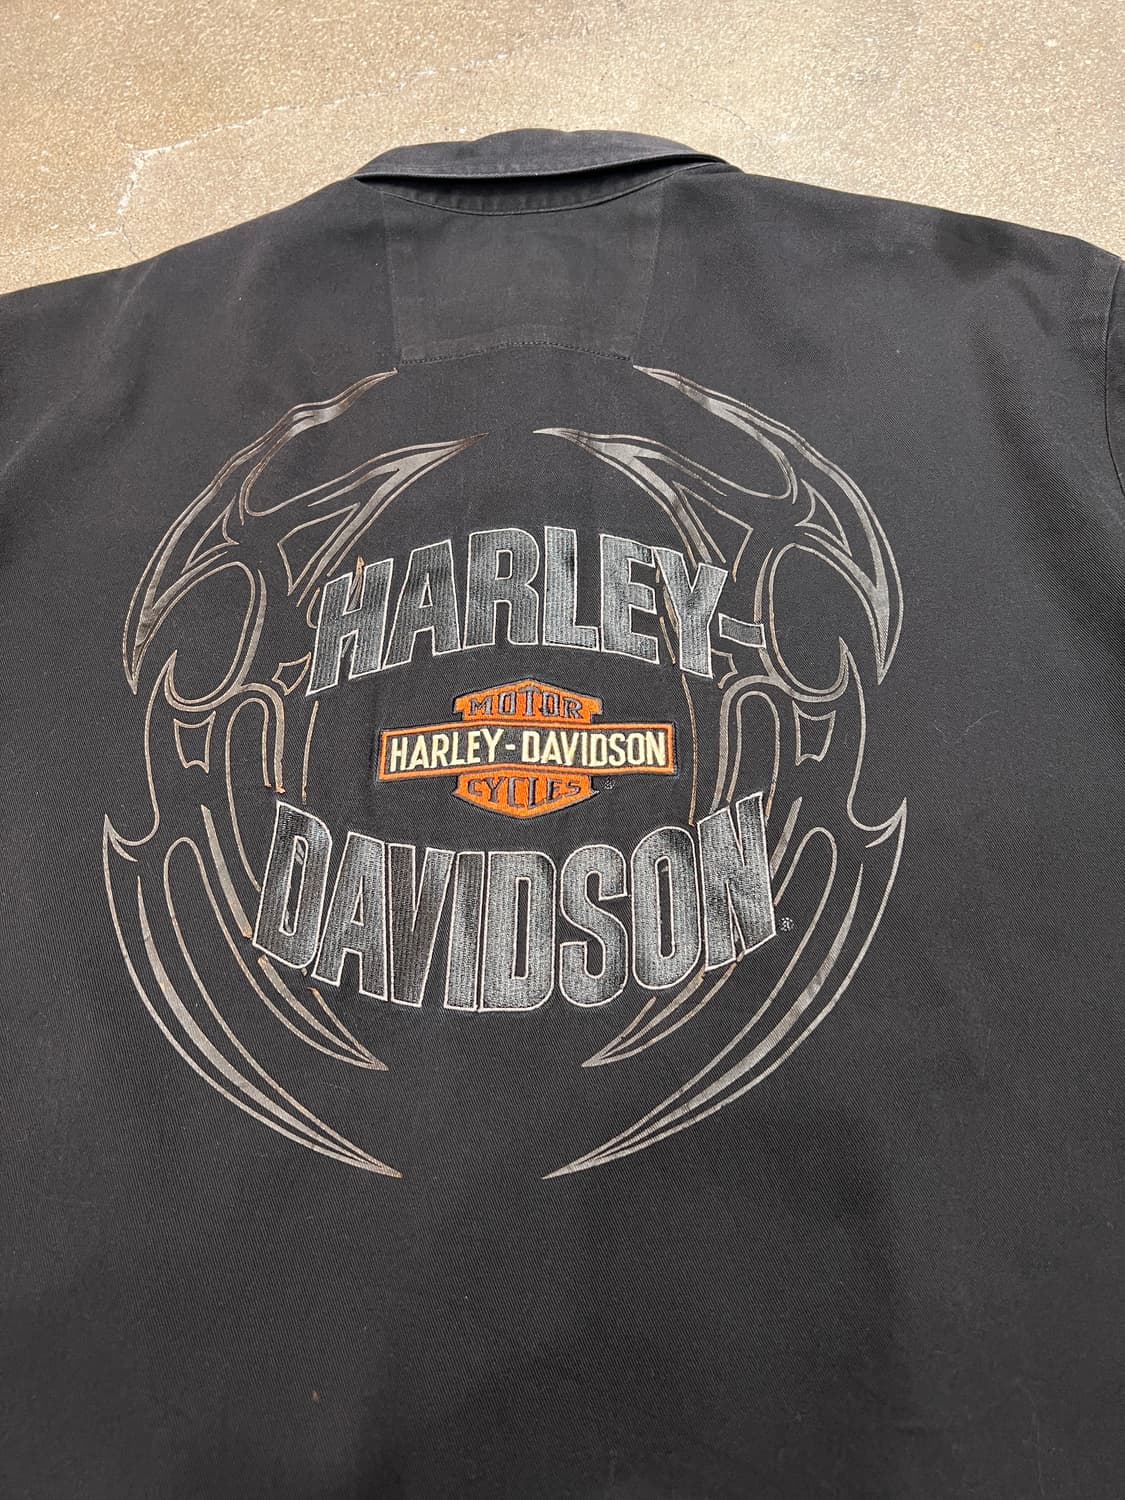 HARLEY-
MOTOR
HARLEY-DAVIDSON
CYCLES ®
DAVIDSON ®